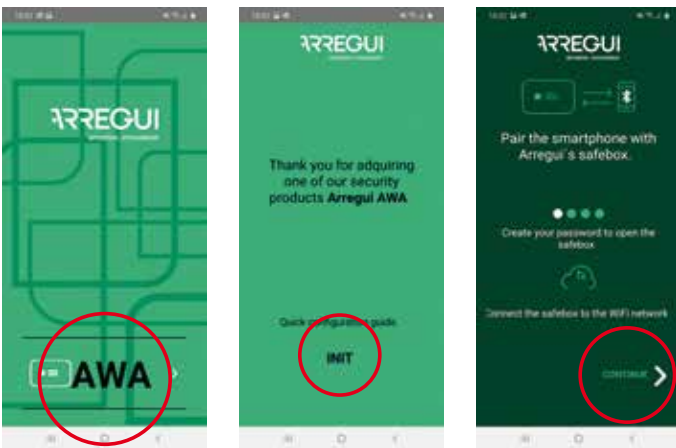 ARREGUI
AWA
ARREGUI
Thank you for adquiring
one of our security
products Arregui AWA
Quick configuration guide
INIT
ARREGUI
Pair the smartphone with
Arregui´s safebox.
Create your password to open the
safebox
Connect the safebox to the WiFi network
CONTINUE